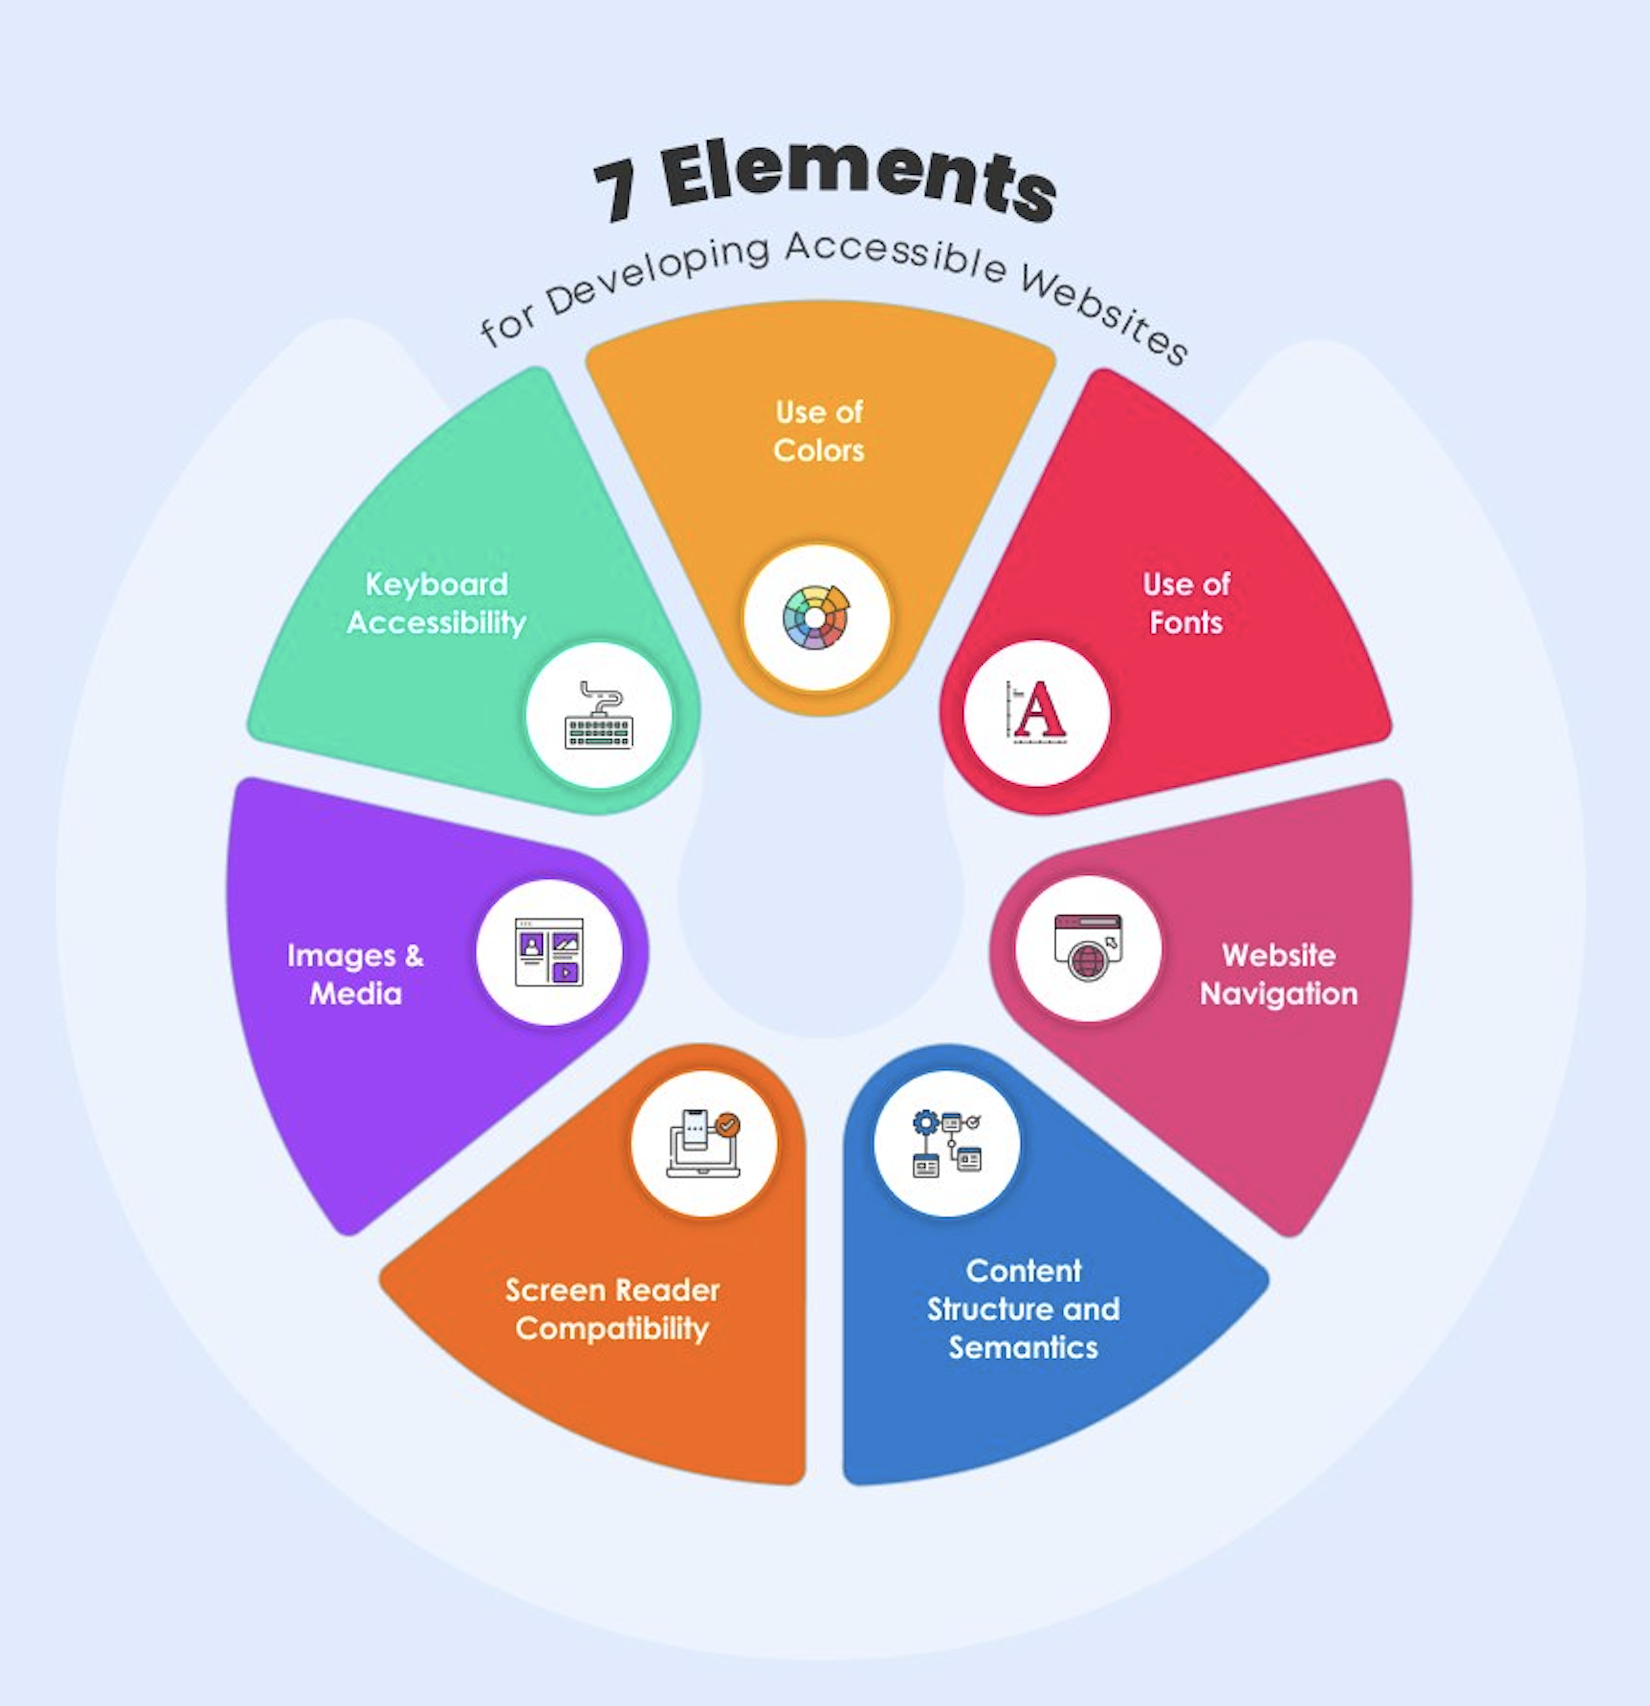 7 Elements
for Developing Accessible Websites
Use of
Colors
Use of
Fonts
Website
Navigation
Content
Structure and
Semantics
Screen Reader
Compatibility
Images &
Media
Keyboard
Accessibility
A